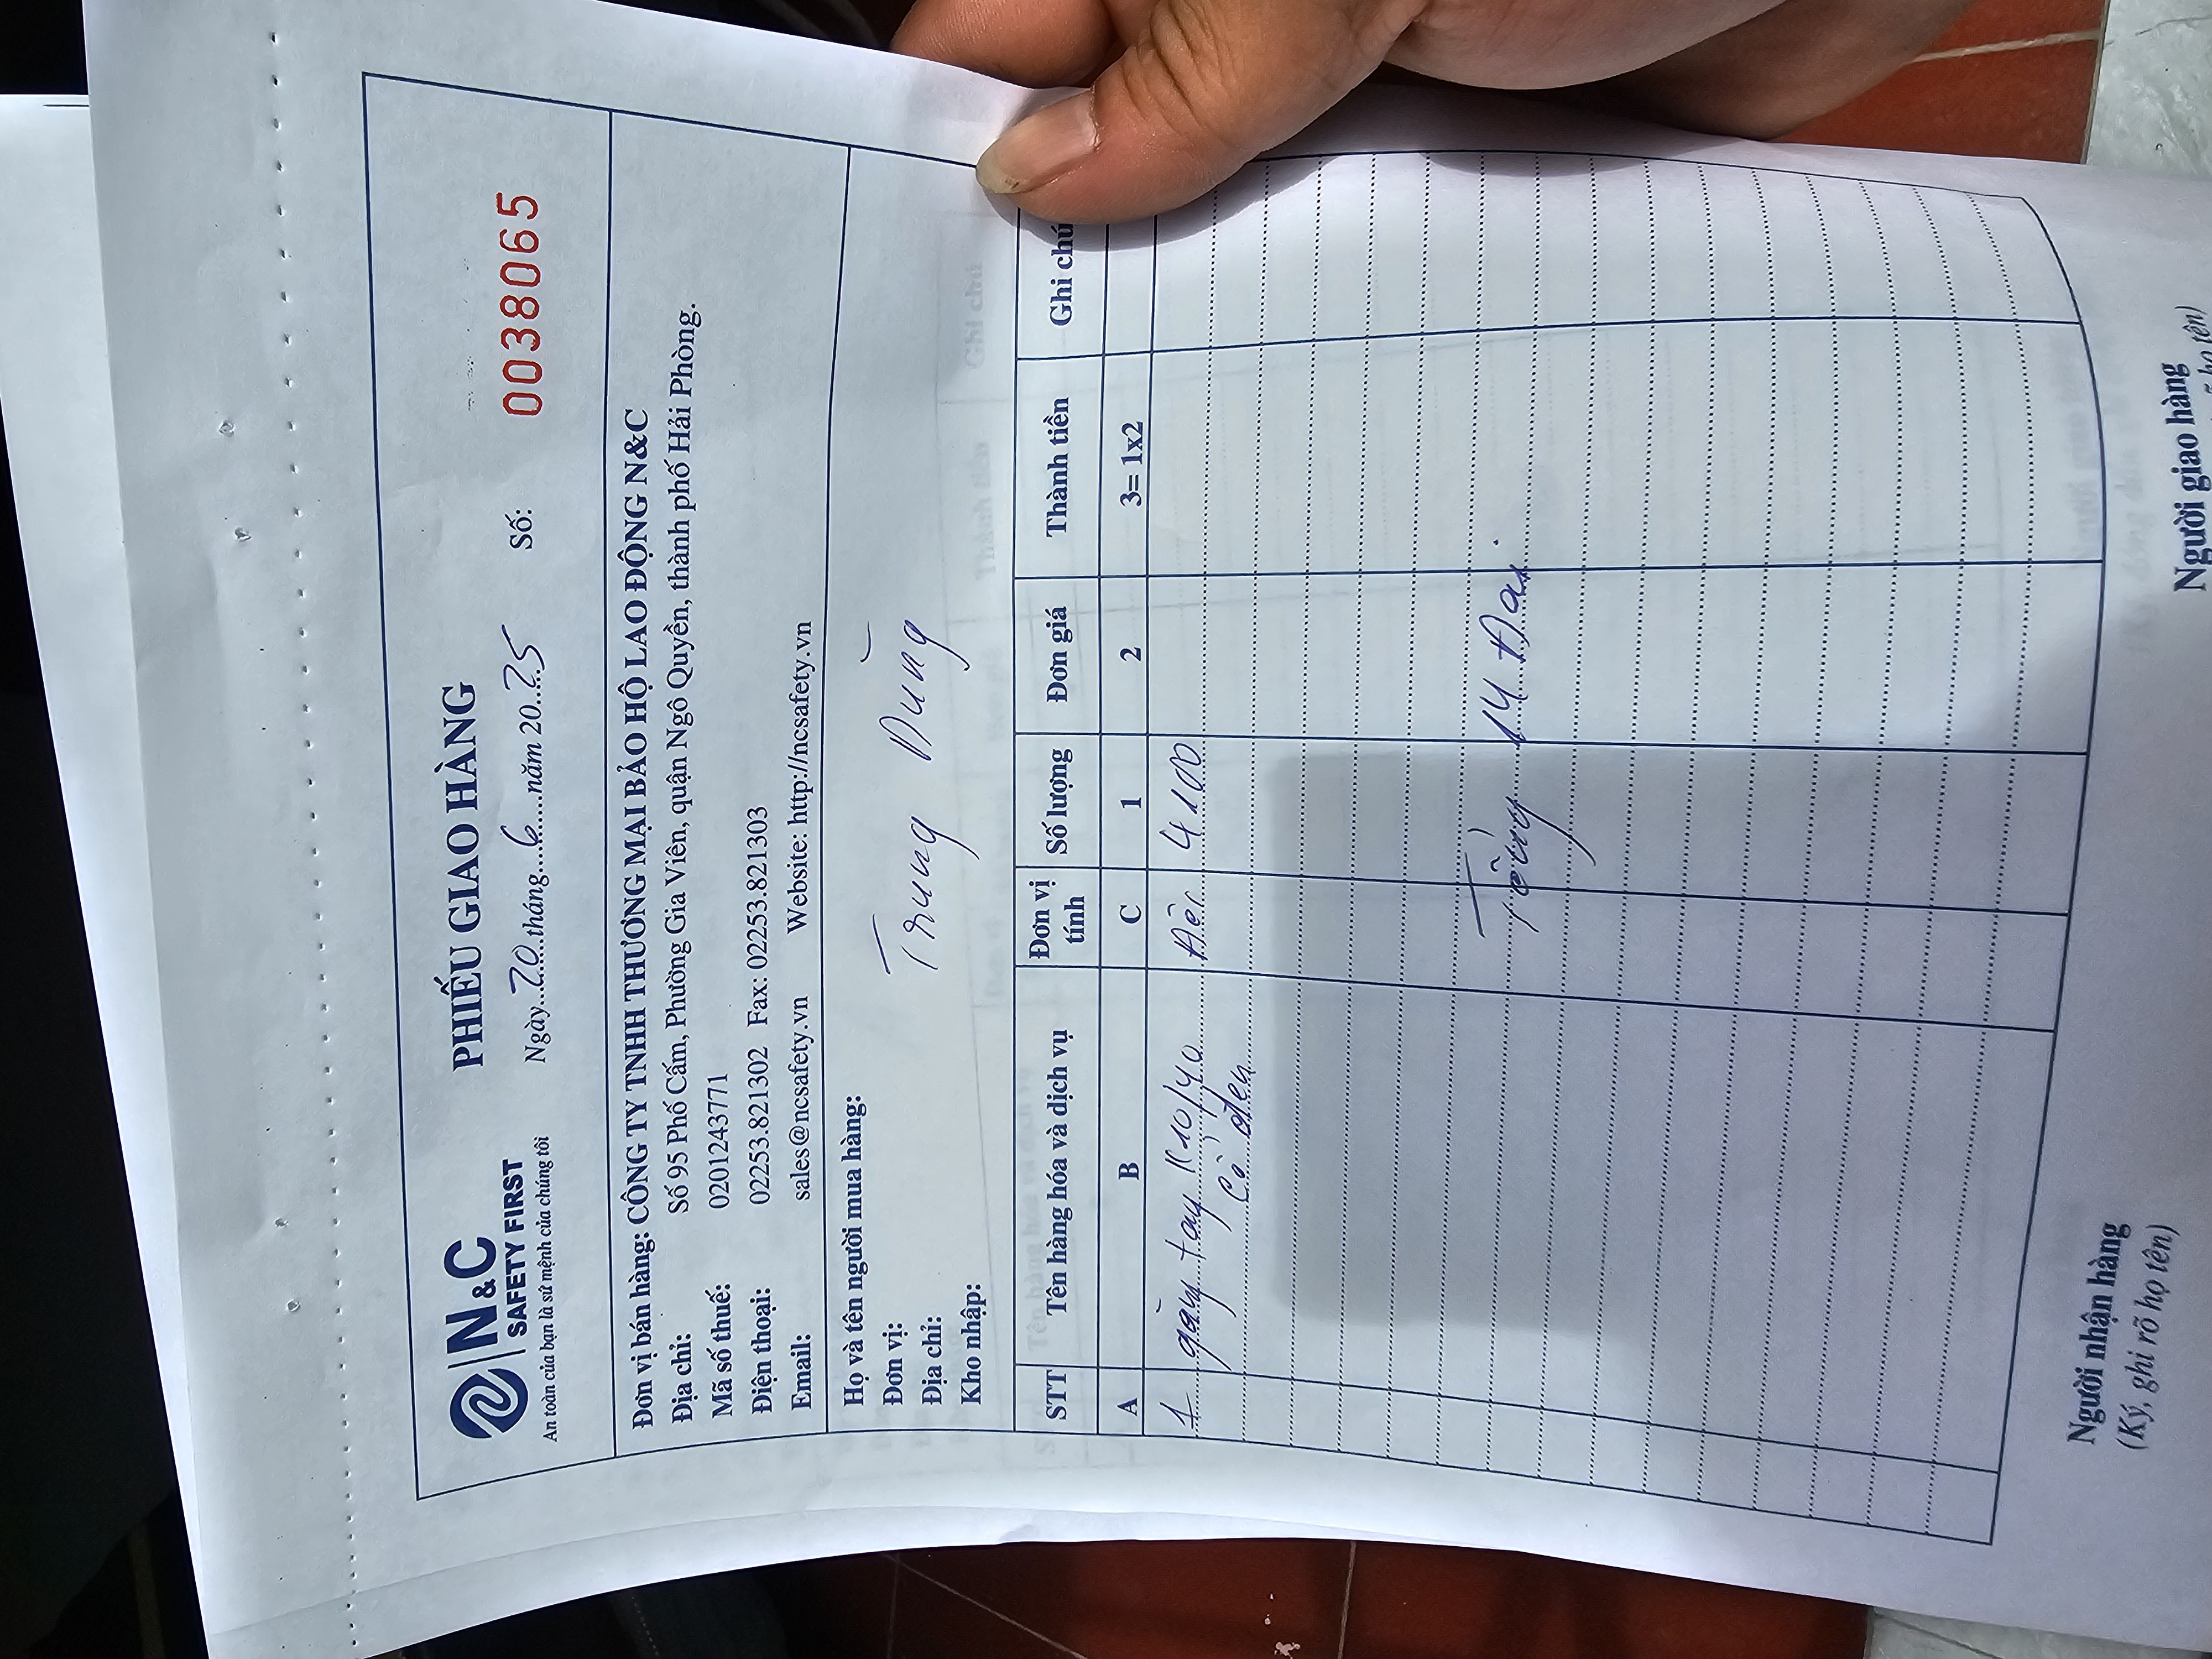 N&C
SAFETY FIRST
An toàn của bạn là sứ mệnh của chúng tôi
PHIẾU GIAO HÀNG
Ngày 20 tháng 6 năm 2025
Số: 0038065
Đơn vị bán hàng: CÔNG TY TNHH THƯƠNG MẠI BẢO HỘ LAO ĐỘNG N&C
Địa chỉ: Số 95 Phố Cấm, Phường Gia Viên, quận Ngô Quyền, thành phố Hải Phòng.
Mã số thuế: 0201243771
Điện thoại: 02253.821302 Fax: 02253.821303
Email: sales@ncsafety.vn Website: http://ncsafety.vn
Họ và tên người mua hàng:
Đơn vị: Trung Dũng
Địa chỉ:
Kho nhập:
STT Tên hàng hóa và dịch vụ Đơn vị tính Số lượng Đơn giá Thành tiền Ghi chú
A B C 1 2 3= 1x2
1 găng tay K10/40 4100
cổ đen
Tổng 14
Người nhận hàng Người giao hàng
(Ký, ghi rõ họ tên) họ tên)